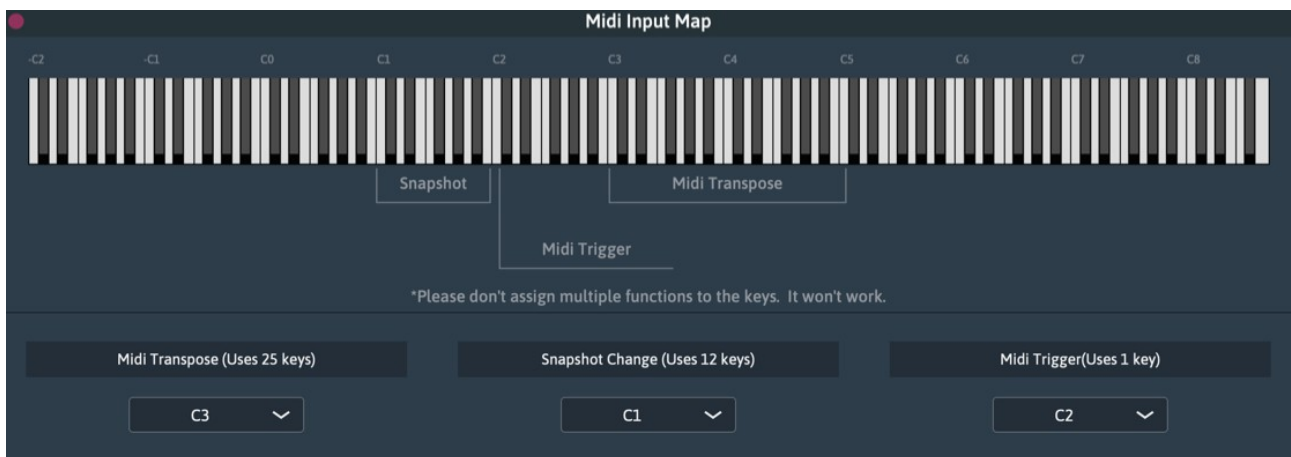 Midi Input Map
-C2 -C1 C0 C1 C2 C3 C4 C5 C6 C7 C8
Snapshot Midi Transpose
Midi Trigger
*Please don't assign multiple functions to the keys. It won't work.
Midi Transpose (Uses 25 keys) Snapshot Change (Uses 12 keys) Midi Trigger(Uses 1 key)
C3 C1 C2